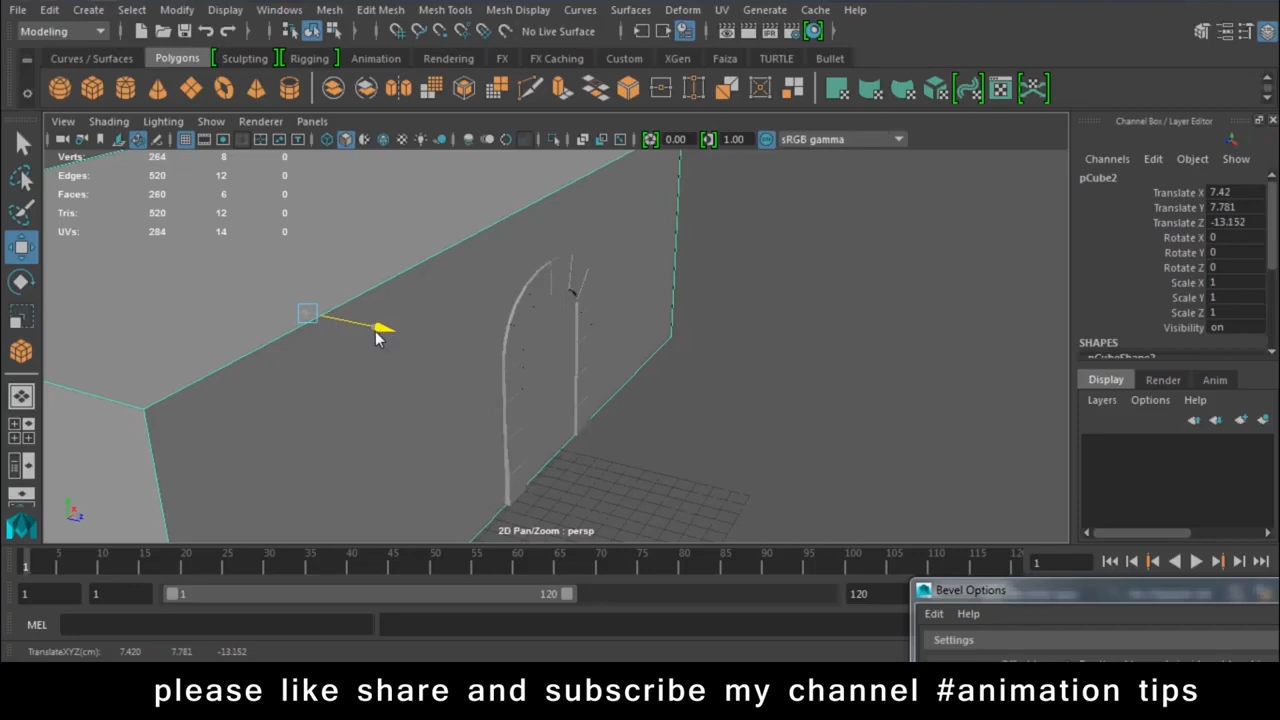 File Edit Create Select Modify Display Windows Mesh Edit Mesh Mesh Tools Mesh Display Curves Surfaces Deform UV Generate Cache Help
Modeling No Live Surface
Curves / Surfaces Polygons Sculpting Rigging Animation Rendering FX FX Caching Custom XGen Faiza TURTLE Bullet
View Shading Lighting Show Renderer Panels
0.00 1.00 sRGB gamma
Verts: 264 8 0
Edges: 520 12 0
Faces: 260 6 0
Tris: 520 12 0
UVs: 284 14 0
2D Pan/Zoom : persp
Channel Box / Layer Editor
Channels Edit Object Show
pCube2
Translate X 7.42
Translate Y 7.781
Translate Z -13.152
Rotate X 0
Rotate Y 0
Rotate Z 0
Scale X 1
Scale Y 1
Scale Z 1
Visibility on
SHAPES
pCubeShape2
Display Render Anim
Layers Options Help
5 10 15 20 25 30 35 40 45 50 55 60 65 70 75 80 85 90 95 100 105 110 115 12
1 1
1 1 1 120 120
Bevel Options
Edit Help
Settings
MEL
TranslateXYZ(cm): 7.420 7.781 -13.152
please like share and subscribe my channel #animation tips